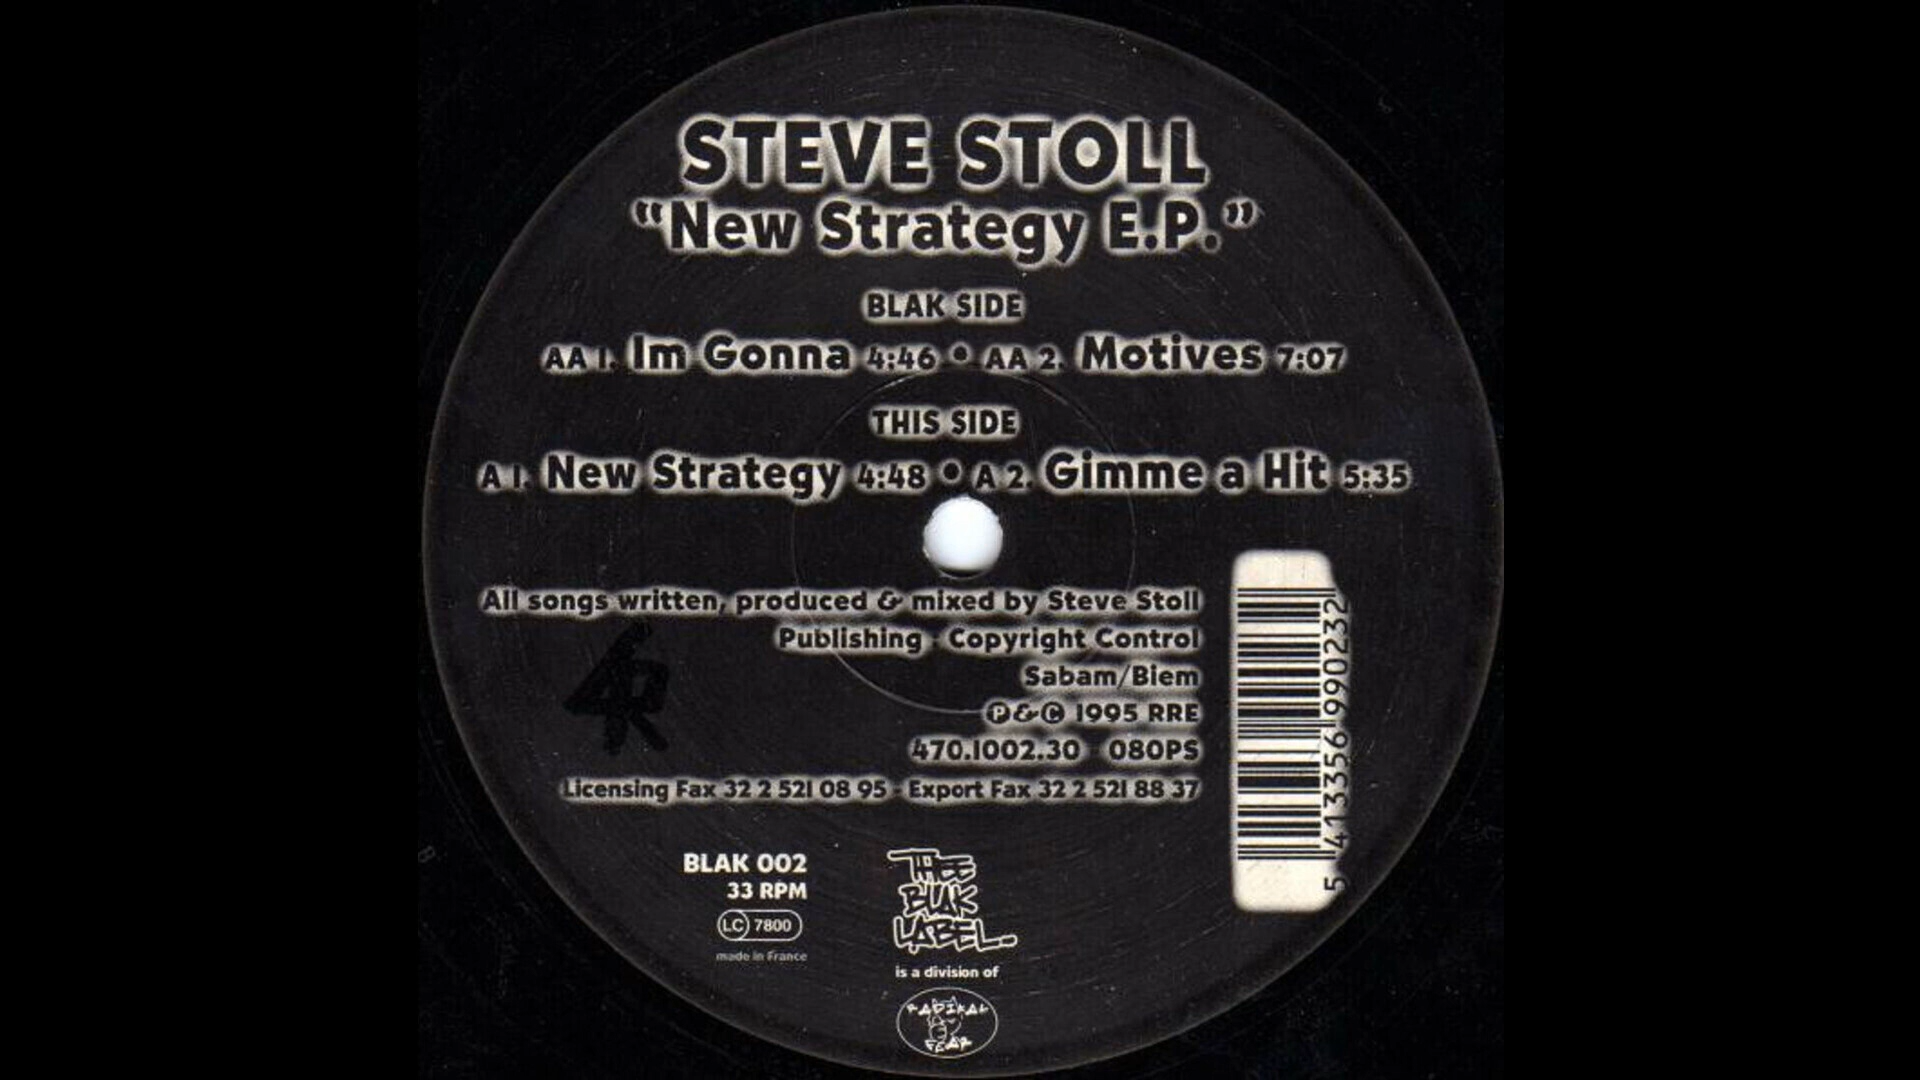 STEVE STOLL
“New Strategy E.P.”
BLAK SIDE
AA 1. Im Gonna 4:46 • AA 2. Motives 7:07
THIS SIDE
A 1. New Strategy 4:48 • A 2. Gimme a Hit 5:35
All songs written, produced & mixed by Steve Stoll
Publishing - Copyright Control
Sabam/Biem
℗&© 1995 RRE
470.1002.30 080PS
Licensing Fax 32 2 521 08 95 - Export Fax 32 2 521 88 37
5 413356 990232
BLAK 002
33 RPM
LC 7800
made in France
THEE
BLAK
LABEL..
is a division of
RADIKAL
FEAR